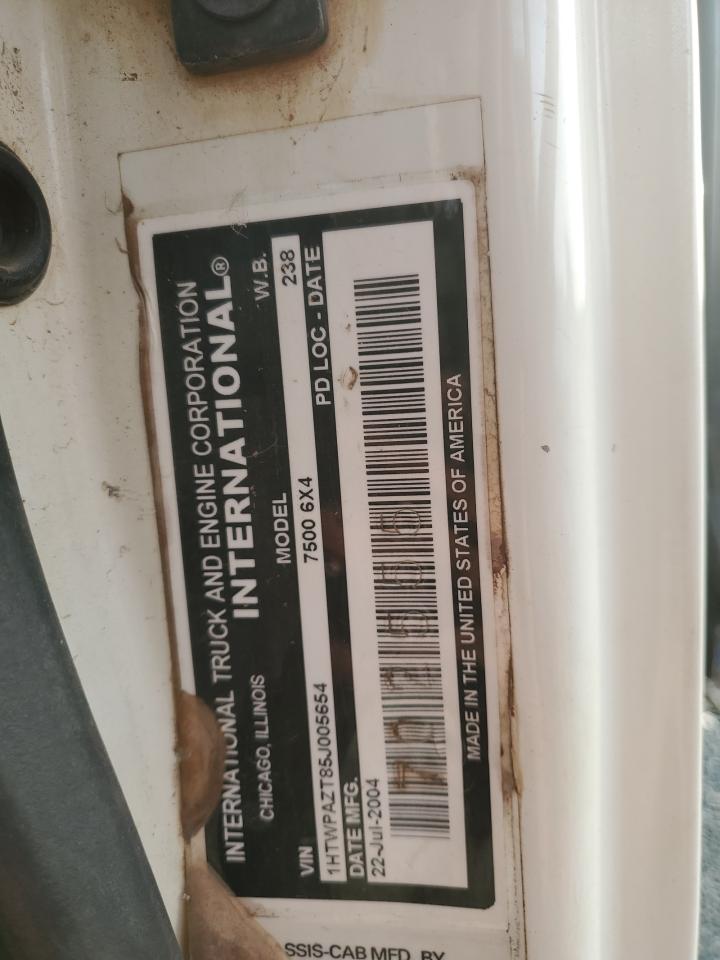 INTERNATIONAL TRUCK AND ENGINE CORPORATION
INTERNATIONAL®
CHICAGO, ILLINOIS
W.B.
VIN MODEL 238
1HTWPAZT85J005654 7500 6X4
DATE MFG. PD LOC - DATE
22-Jul-2004
MADE IN THE UNITED STATES OF AMERICA
SSIS-CAB MFD BY